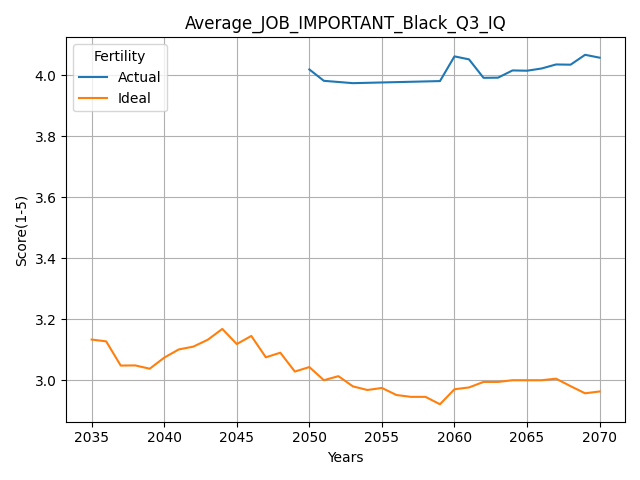 Average_JOB_IMPORTANT_Black_Q3_IQ
Fertility
Actual
Ideal
Score(1-5)
4.0
3.8
3.6
3.4
3.2
3.0
2035 2040 2045 2050 2055 2060 2065 2070
Years